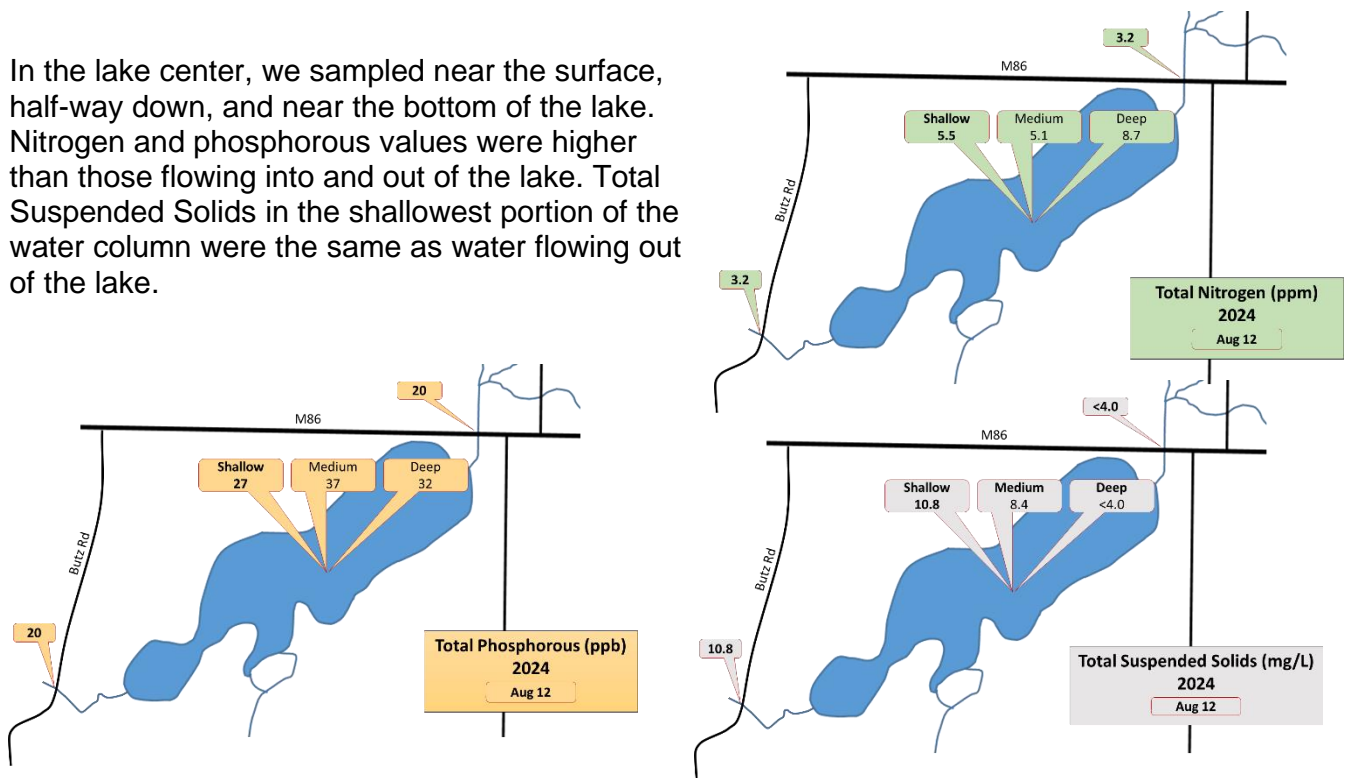 In the lake center, we sampled near the surface,
half-way down, and near the bottom of the lake.
Nitrogen and phosphorous values were higher
than those flowing into and out of the lake. Total
Suspended Solids in the shallowest portion of the
water column were the same as water flowing out
of the lake.
3.2
M86
Shallow
5.5
Medium
5.1
Deep
8.7
Butz Rd
3.2
Total Nitrogen (ppm)
2024
Aug 12
20
M86
Shallow
27
Medium
37
Deep
32
Butz Rd
20
Total Phosphorous (ppb)
2024
Aug 12
<4.0
M86
Shallow
10.8
Medium
8.4
Deep
<4.0
Butz Rd
10.8
Total Suspended Solids (mg/L)
2024
Aug 12